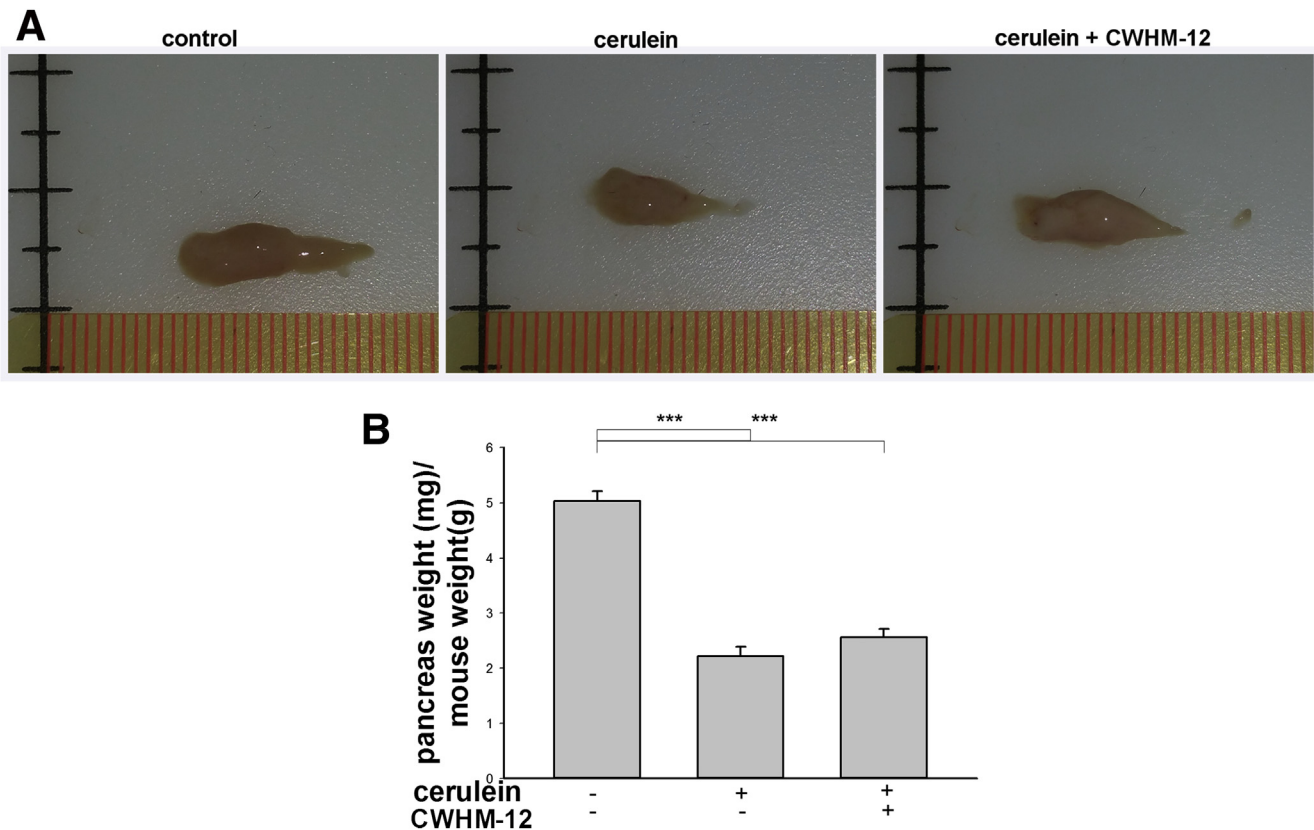 A
control
cerulein
cerulein + CWHM-12
B
*** ***
pancreas weight (mg)/
mouse weight(g)
6
5
4
3
2
1
0
cerulein - + +
CWHM-12 - - +